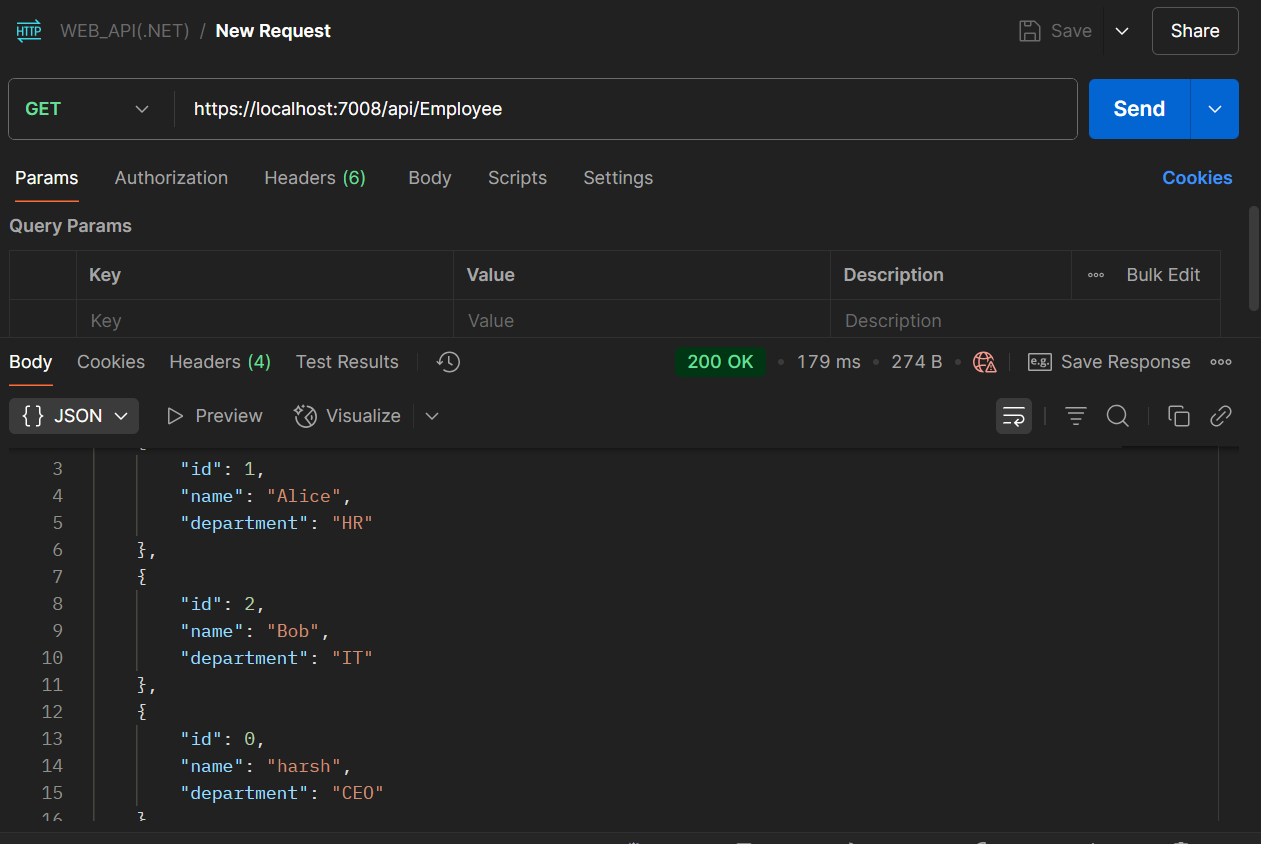 HTTP WEB_API(.NET) / New Request Save Share
GET https://localhost:7008/api/Employee Send
Params Authorization Headers (6) Body Scripts Settings Cookies
Query Params
Key Value Description ooo Bulk Edit
Key Value Description
Body Cookies Headers (4) Test Results 200 OK • 179 ms • 274 B • e.g. Save Response ooo
{} JSON Preview Visualize
3 "id": 1,
4 "name": "Alice",
5 "department": "HR"
6 },
7 {
8 "id": 2,
9 "name": "Bob",
10 "department": "IT"
11 },
12 {
13 "id": 0,
14 "name": "harsh",
15 "department": "CEO"
16 }